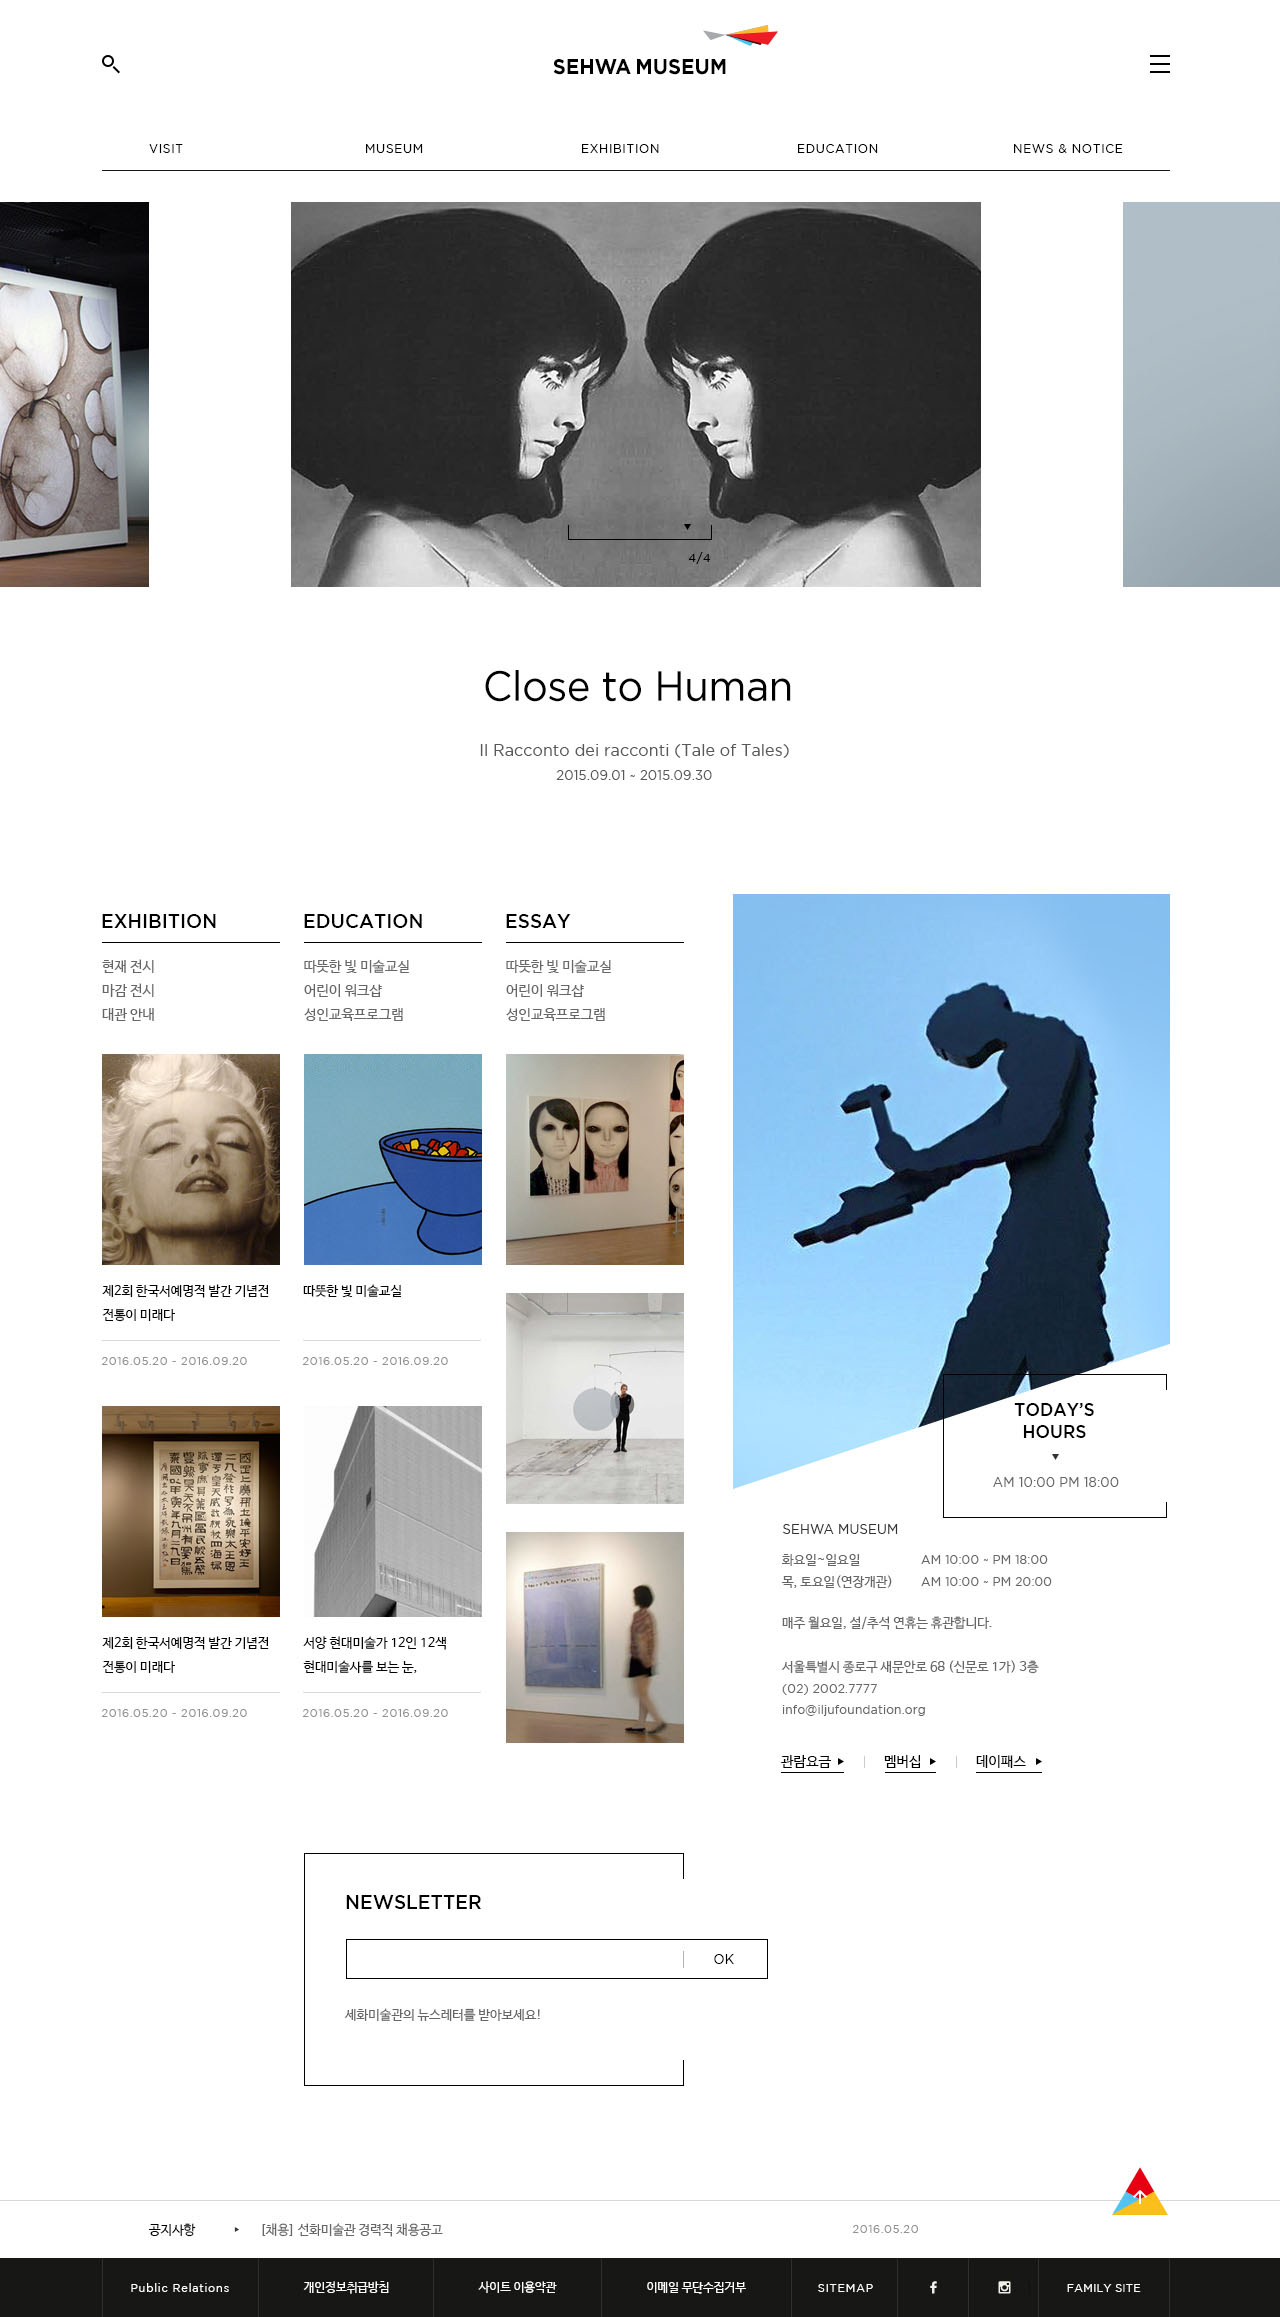 SEHWA MUSEUM
VISIT
MUSEUM
EXHIBITION
EDUCATION
NEWS & NOTICE
4/4
Close to Human
Il Racconto dei racconti (Tale of Tales)
2015.09.01 ~ 2015.09.30
EXHIBITION
현재 전시
마감 전시
대관 안내
EDUCATION
따뜻한 빛 미술교실
어린이 워크샵
성인교육프로그램
ESSAY
따뜻한 빛 미술교실
어린이 워크샵
성인교육프로그램
제2회 한국서예명적 발간 기념전
전통이 미래다
2016.05.20 - 2016.09.20
따뜻한 빛 미술교실
2016.05.20 - 2016.09.20
제2회 한국서예명적 발간 기념전
전통이 미래다
2016.05.20 - 2016.09.20
서양 현대미술가 12인 12색
현대미술사를 보는 눈,
2016.05.20 - 2016.09.20
TODAY'S
HOURS
AM 10:00 PM 18:00
SEHWA MUSEUM
화요일~일요일 AM 10:00 ~ PM 18:00
목, 토요일(연장개관) AM 10:00 ~ PM 20:00
매주 월요일, 설/추석 연휴는 휴관합니다.
서울특별시 종로구 새문안로 68 (신문로 1가) 3층
(02) 2002.7777
info@iljufoundation.org
관람요금
멤버십
데이패스
NEWSLETTER
OK
세화미술관의 뉴스레터를 받아보세요!
공지사항
[채용] 선화미술관 경력직 채용공고
2016.05.20
Public Relations
개인정보취급방침
사이트 이용약관
이메일 무단수집거부
SITEMAP
FAMILY SITE